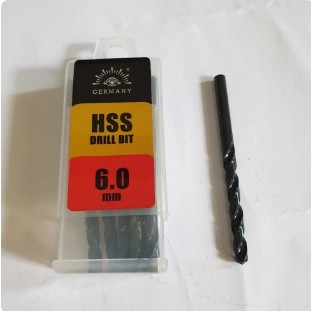 GERMANY
HSS
DRILL BIT
6.0
mm